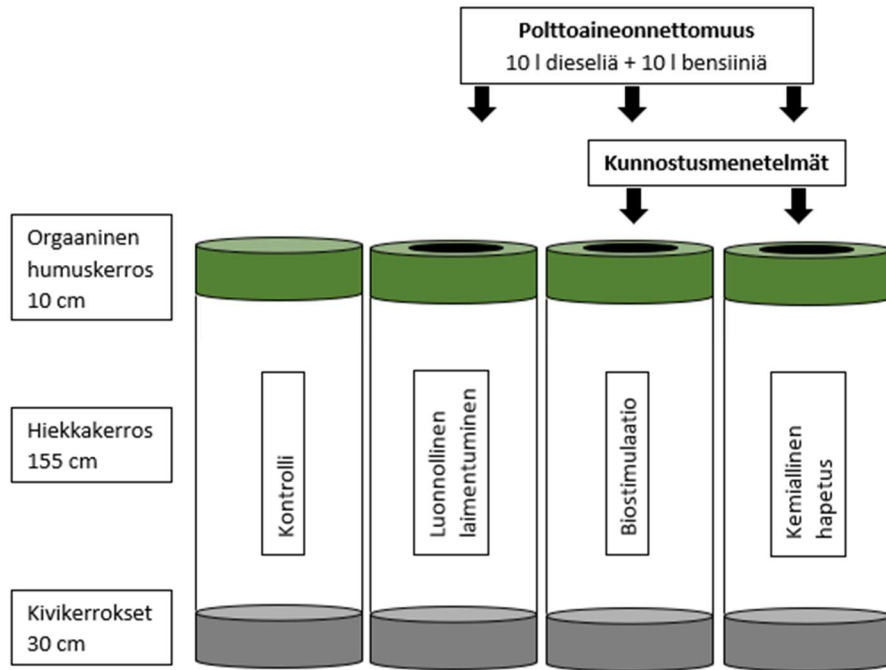 Polttoaineonnettomuus
10 l dieseliä + 10 l bensiiniä
Kunnostusmenetelmät
Orgaaninen
humuskerros
10 cm
Hiekkakerros
155 cm
Kivikerrokset
30 cm
Kontrolli
Luonnollinen
laimentuminen
Biostimulaatio
Kemiallinen
hapetus